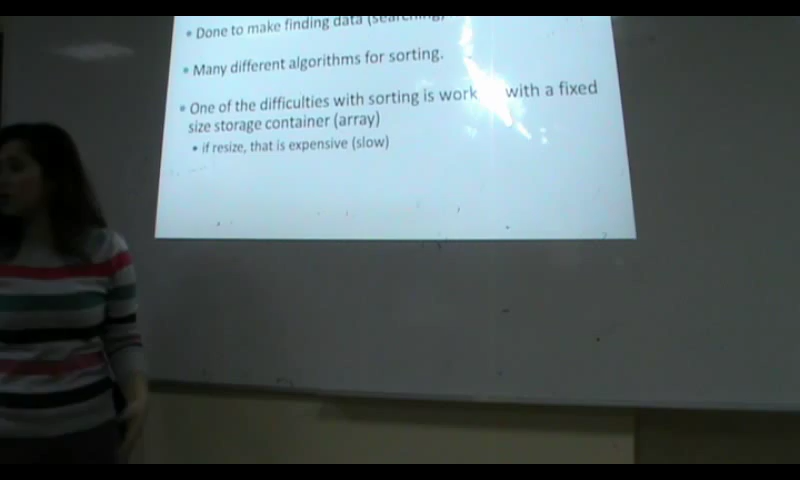 • Done to make finding data (searching)
• Many different algorithms for sorting.
• One of the difficulties with sorting is work with a fixed
size storage container (array)
• if resize, that is expensive (slow)